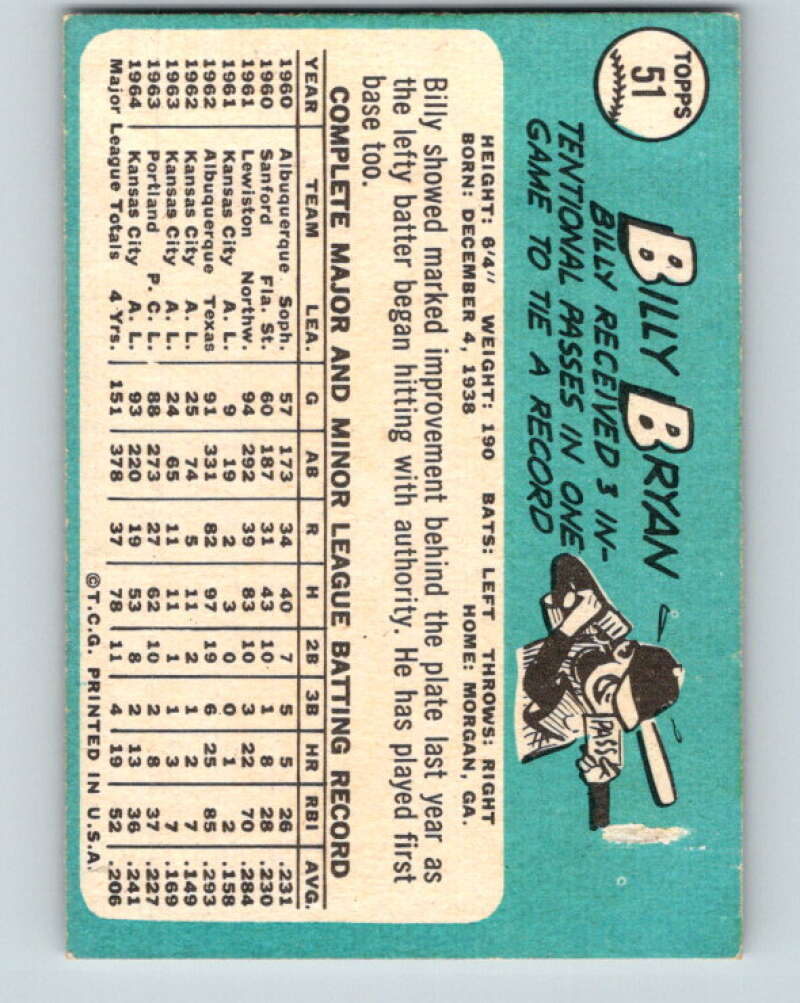 TOPPS
51
BILLY BRYAN
BILLY RECEIVED 3 IN-
TENTIONAL PASSES IN ONE
GAME TO TIE A RECORD
PASS
HEIGHT: 6'4" WEIGHT: 190 BATS: LEFT THROWS: RIGHT
BORN: DECEMBER 4, 1938 HOME: MORGAN, GA.
Billy showed marked improvement behind the plate last year as
the lefty batter began hitting with authority. He has played first
base too.
COMPLETE MAJOR AND MINOR LEAGUE BATTING RECORD
YEAR TEAM LEA. G AB R H 2B 3B HR RBI AVG.
1960 Albuquerque Soph. 57 173 34 40 7 5 5 26 .231
1960 Sanford Fla. St. 60 187 31 43 10 1 8 28 .230
1961 Lewiston Northw. 94 292 39 83 10 3 22 70 .284
1961 Kansas City A. L. 9 19 2 3 0 0 1 2 .158
1962 Albuquerque Texas 91 331 82 97 19 6 25 85 .293
1962 Kansas City A. L. 25 74 5 11 2 1 2 7 .149
1963 Kansas City A. L. 24 65 11 11 1 1 3 7 .169
1963 Portland P. C. L. 88 273 27 62 10 2 8 37 .227
1964 Kansas City A. L. 93 220 19 53 8 2 13 36 .241
Major League Totals 4 Yrs. 151 378 37 78 11 4 19 52 .206
©T.C.G. PRINTED IN U.S.A.